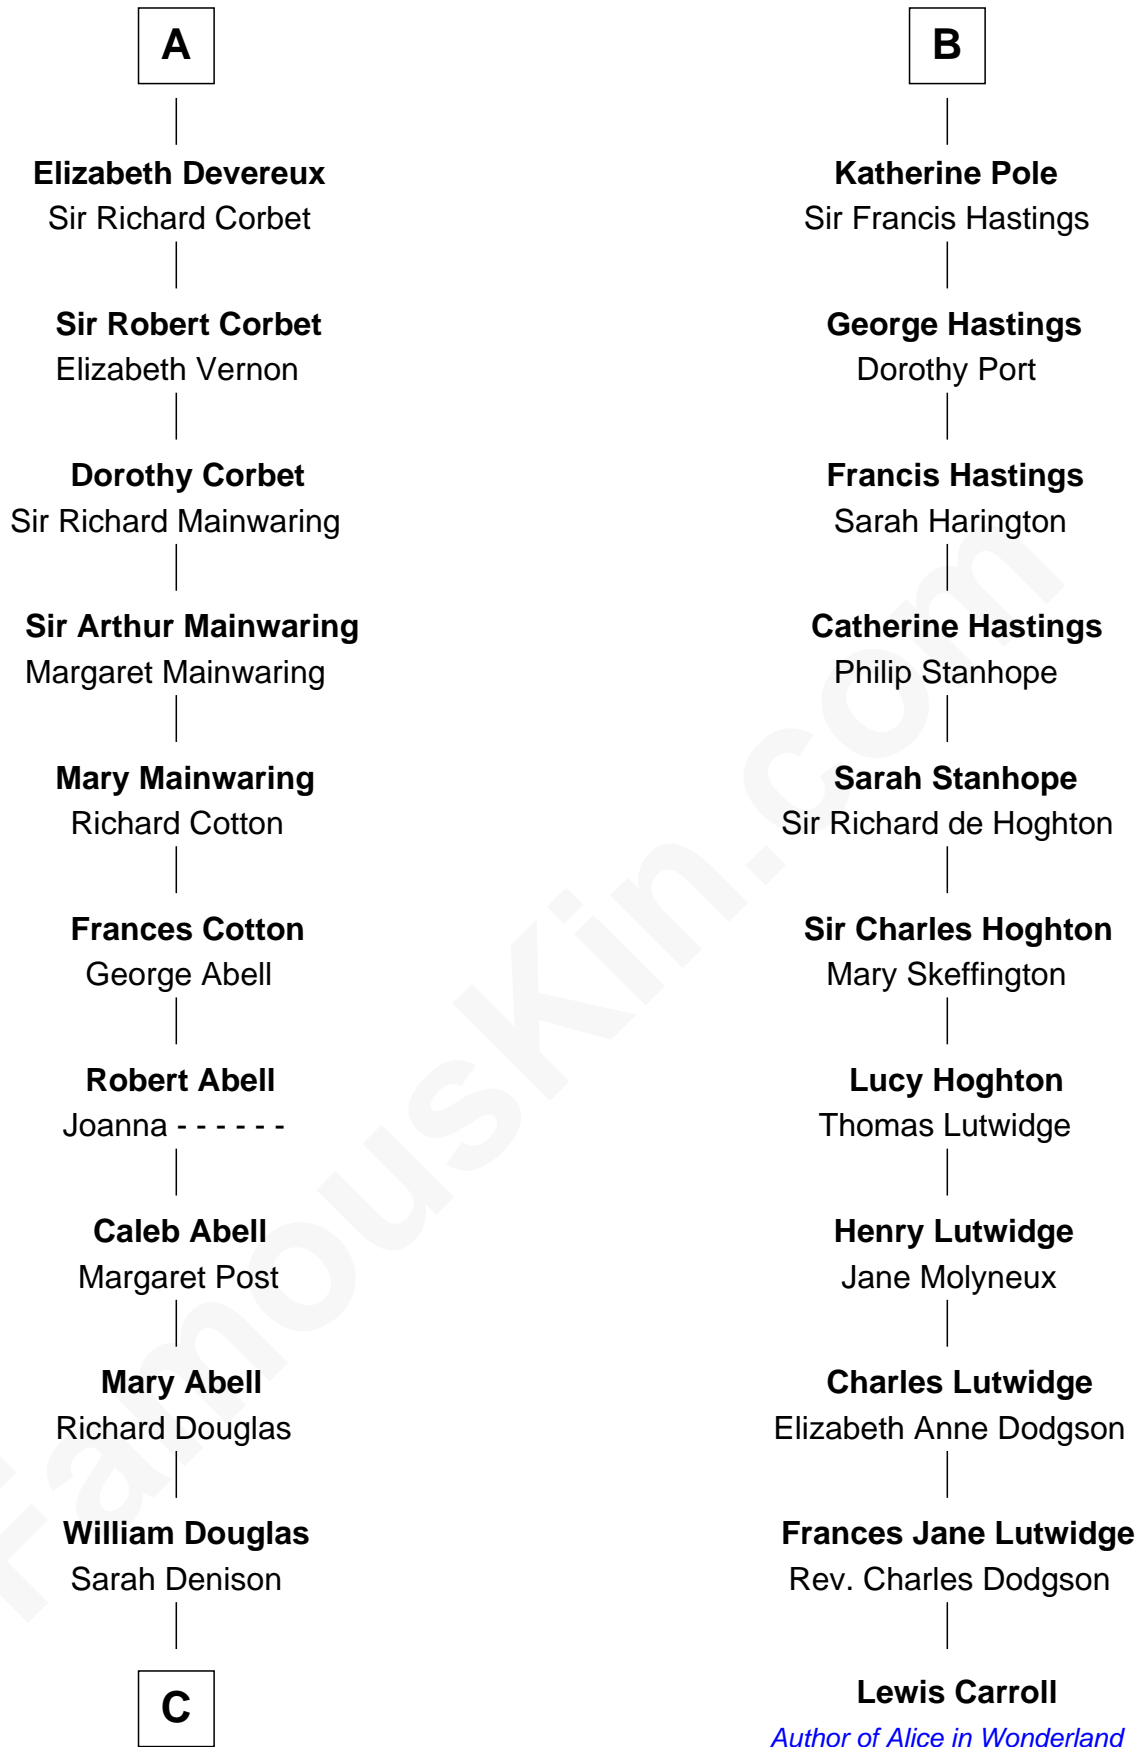 A
Elizabeth Devereux
Sir Richard Corbet
Sir Robert Corbet
Elizabeth Vernon
Dorothy Corbet
Sir Richard Mainwaring
Sir Arthur Mainwaring
Margaret Mainwaring
Mary Mainwaring
Richard Cotton
Frances Cotton
George Abell
Robert Abell
Joanna - - - - - -
Caleb Abell
Margaret Post
Mary Abell
Richard Douglas
William Douglas
Sarah Denison
C
B
Katherine Pole
Sir Francis Hastings
George Hastings
Dorothy Port
Francis Hastings
Sarah Harington
Catherine Hastings
Philip Stanhope
Sarah Stanhope
Sir Richard de Hoghton
Sir Charles Hoghton
Mary Skeffington
Lucy Hoghton
Thomas Lutwidge
Henry Lutwidge
Jane Molyneux
Charles Lutwidge
Elizabeth Anne Dodgson
Frances Jane Lutwidge
Rev. Charles Dodgson
Lewis Carroll
Author of Alice in Wonderland
FamousKin.com